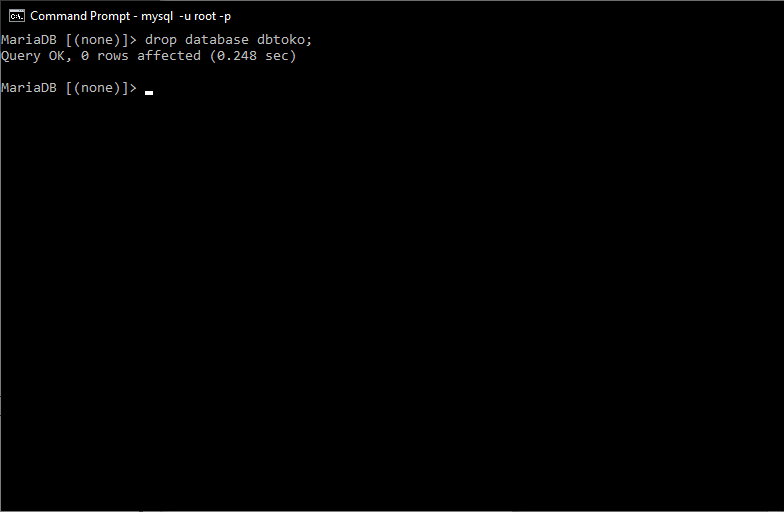 Command Prompt - mysql  -u root -p
MariaDB [(none)]> drop database dbtoko;
Query OK, 0 rows affected (0.248 sec)
MariaDB [(none)]>